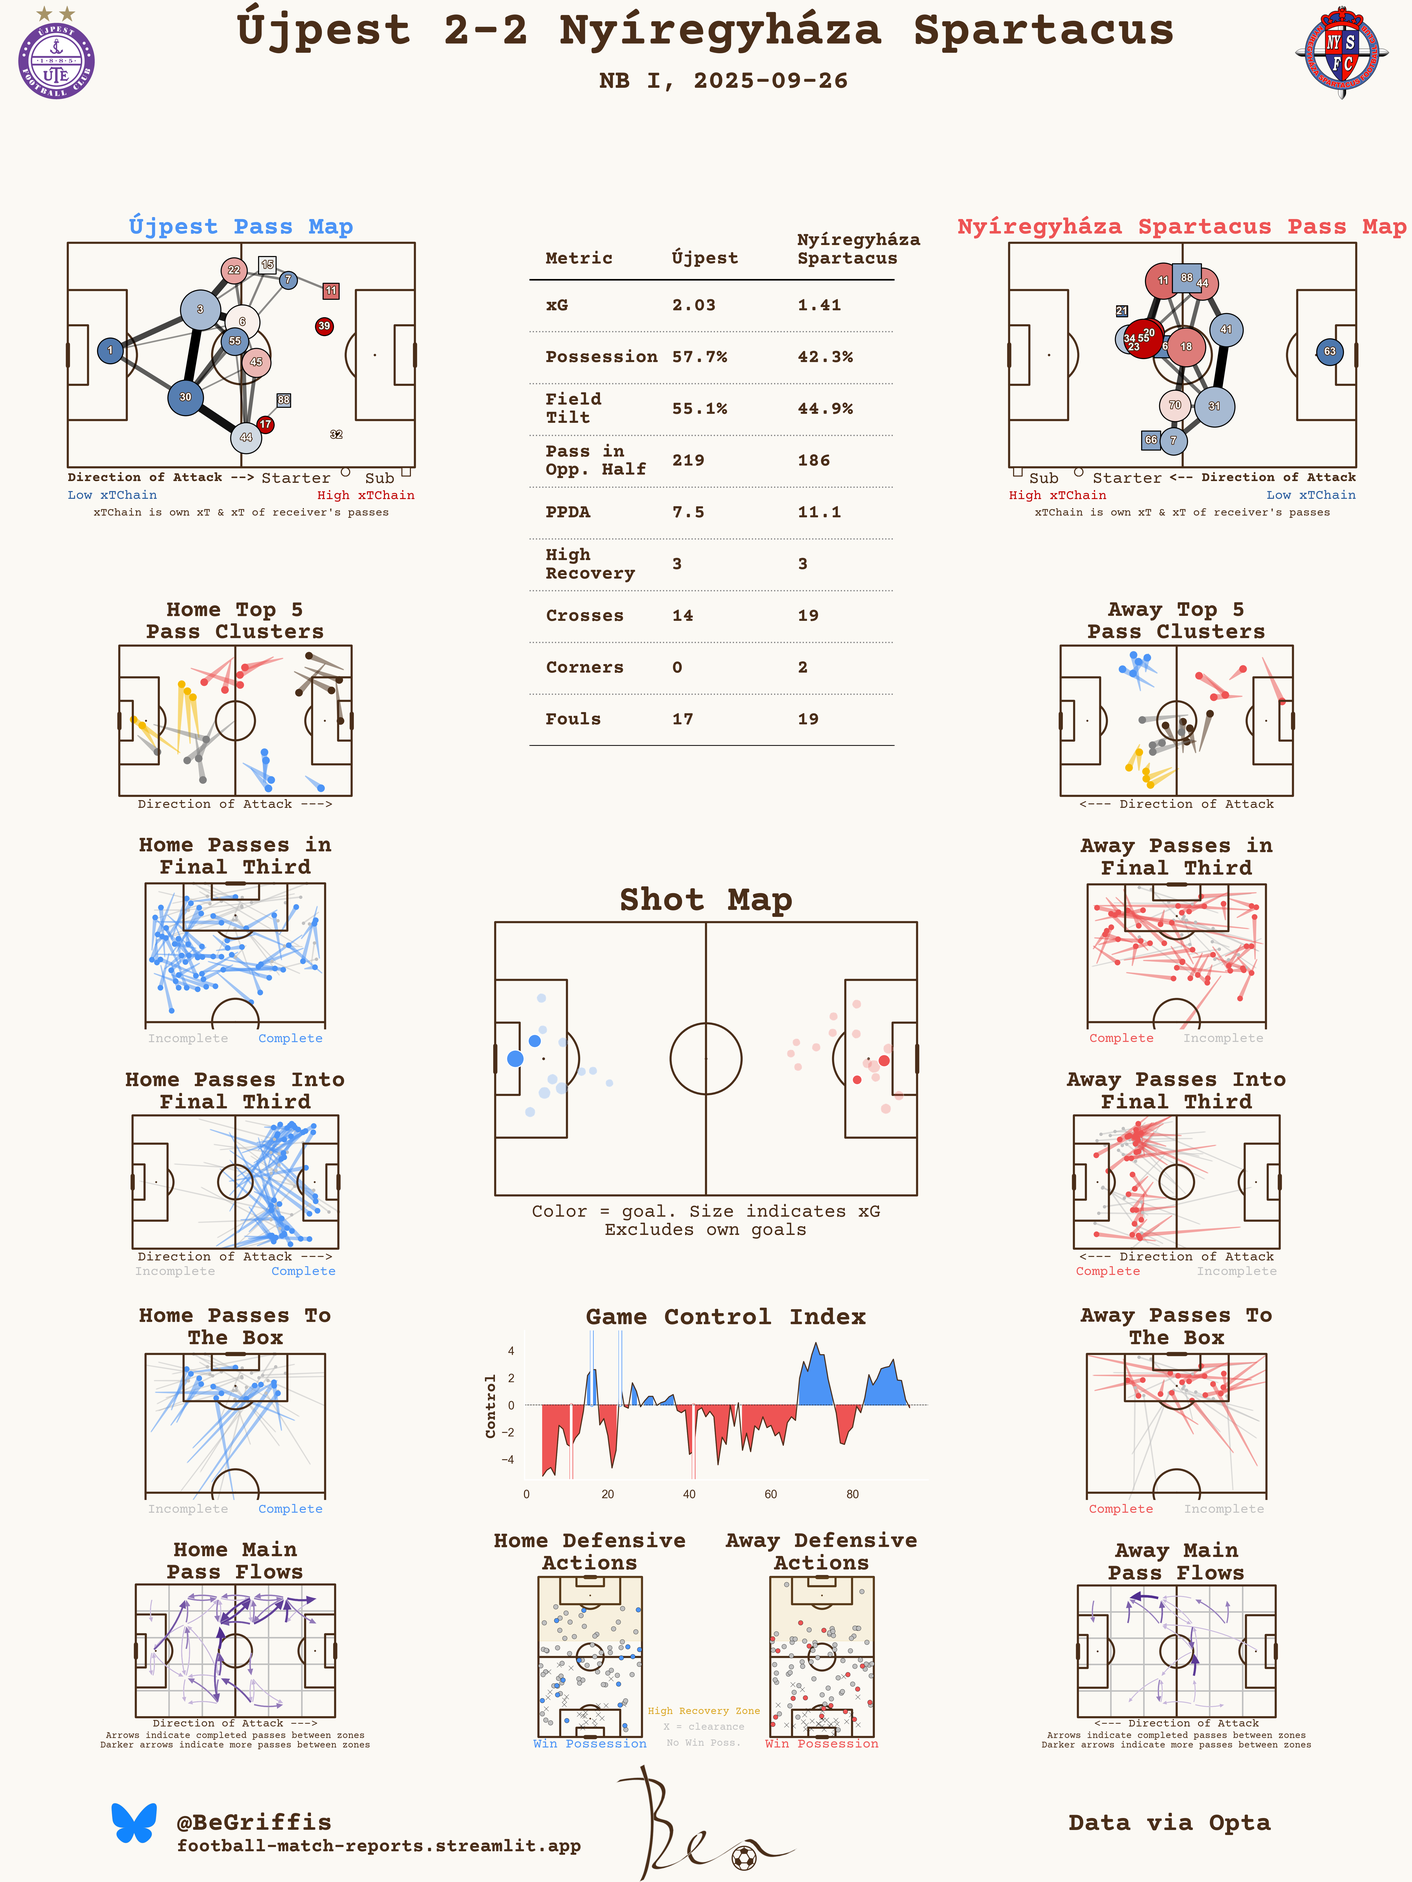 Újpest 2-2 Nyíregyháza Spartacus
NB I, 2025-09-26
ÚJPEST
·1885·
UTE
FOOTBALL CLUB
NY S
F C
Újpest Pass Map
22
15
7
11
3
6
39
1
55
45
30
88
17
44
32
Direction of Attack --> Starter Sub
Low xTChain High xTChain
xTChain is own xT & xT of receiver's passes
Metric Újpest Nyíregyháza
Spartacus
xG 2.03 1.41
Possession 57.7% 42.3%
Field
Tilt 55.1% 44.9%
Pass in
Opp. Half 219 186
PPDA 7.5 11.1
High
Recovery 3 3
Crosses 14 19
Corners 0 2
Fouls 17 19
Nyíregyháza Spartacus Pass Map
11
88
44
21
20
41
34
55
23
6
18
63
70
31
66
7
Sub Starter <-- Direction of Attack
High xTChain Low xTChain
xTChain is own xT & xT of receiver's passes
Home Top 5
Pass Clusters
Direction of Attack --->
Away Top 5
Pass Clusters
<--- Direction of Attack
Home Passes in
Final Third
Incomplete Complete
Away Passes in
Final Third
Complete Incomplete
Shot Map
Color = goal. Size indicates xG
Excludes own goals
Home Passes Into
Final Third
Direction of Attack --->
Incomplete Complete
Away Passes Into
Final Third
<--- Direction of Attack
Complete Incomplete
Home Passes To
The Box
Incomplete Complete
Game Control Index
Control
4
2
0
−2
−4
0 20 40 60 80
Away Passes To
The Box
Complete Incomplete
Home Main
Pass Flows
Direction of Attack --->
Arrows indicate completed passes between zones
Darker arrows indicate more passes between zones
Home Defensive
Actions
Win Possession
High Recovery Zone
X = clearance
No Win Poss.
Away Defensive
Actions
Win Possession
Away Main
Pass Flows
<--- Direction of Attack
Arrows indicate completed passes between zones
Darker arrows indicate more passes between zones
@BeGriffis
football-match-reports.streamlit.app
Ben
Data via Opta